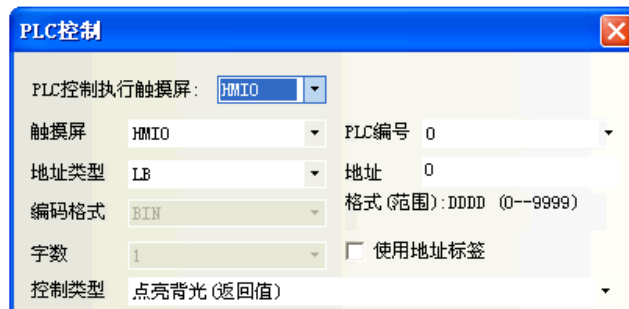 PLC控制
PLC控制执行触摸屏: HMI0
触摸屏 HMI0 PLC编号 0
地址类型 LB 地址 0
编码格式 BIN 格式(范围):DDDD (0--9999)
字数 1 使用地址标签
控制类型 点亮背光(返回值)